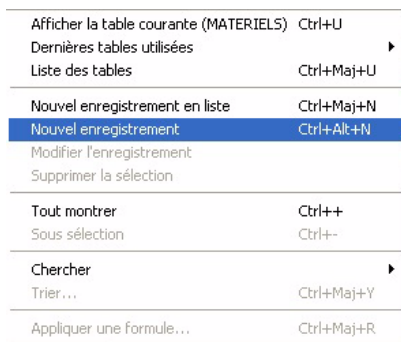 Afficher la table courante (MATERIELS) Ctrl+U
Dernières tables utilisées
Liste des tables Ctrl+Maj+U
Nouvel enregistrement en liste Ctrl+Maj+N
Nouvel enregistrement Ctrl+Alt+N
Modifier l'enregistrement
Supprimer la sélection
Tout montrer Ctrl++
Sous sélection Ctrl+-
Chercher
Trier... Ctrl+Maj+Y
Appliquer une formule... Ctrl+Maj+R